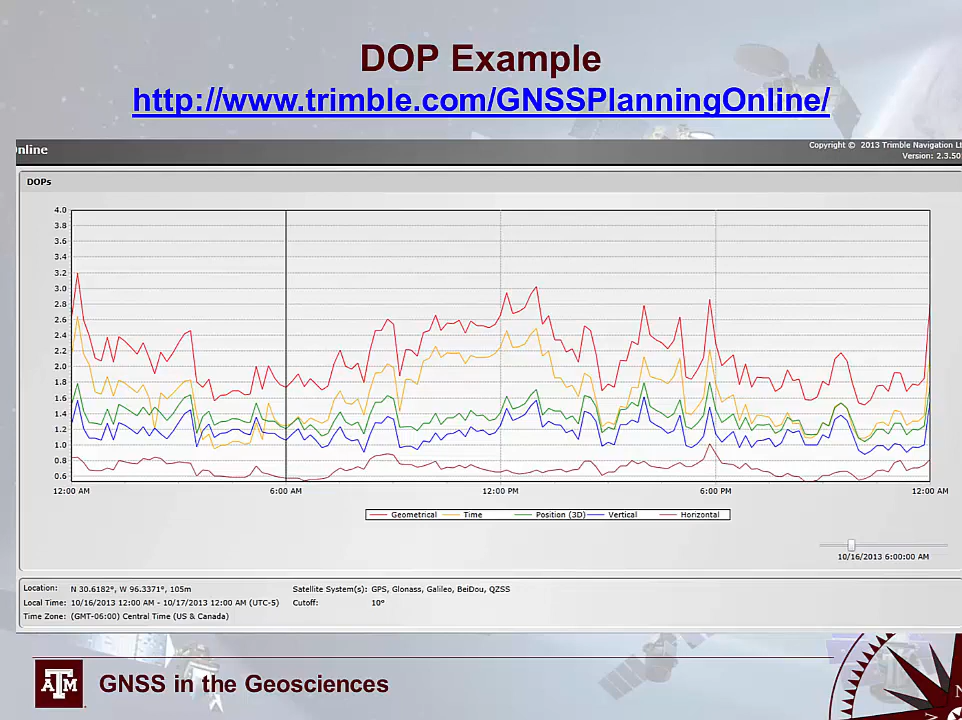 DOP Example
http://www.trimble.com/GNSSPlanningOnline/
nline
Copyright © 2013 Trimble Navigation Lt
Version: 2.3.50
DOPs
4.0
3.8
3.6
3.4
3.2
3.0
2.8
2.6
2.4
2.2
2.0
1.8
1.6
1.4
1.2
1.0
0.8
0.6
12:00 AM 6:00 AM 12:00 PM 6:00 PM 12:00 AM
Geometrical Time Position (3D) Vertical Horizontal
10/16/2013 6:00:00 AM
Location: N 30.6182°, W 96.3371°, 105m Satellite System(s): GPS, Glonass, Galileo, BeiDou, QZSS
Local Time: 10/16/2013 12:00 AM - 10/17/2013 12:00 AM (UTC-5) Cutoff: 10°
Time Zone: (GMT-06:00) Central Time (US & Canada)
ATM GNSS in the Geosciences
N